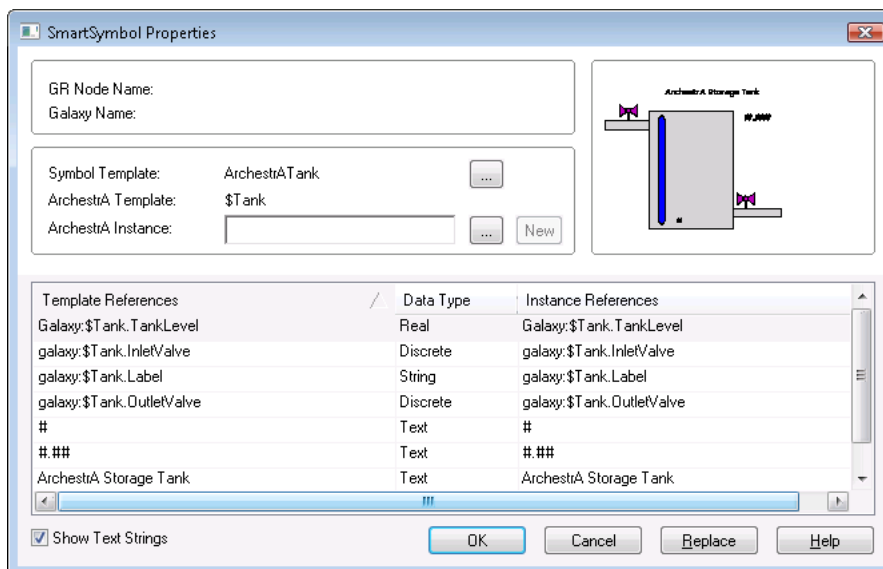 SmartSymbol Properties
GR Node Name:
Galaxy Name:
Symbol Template: ArchestrATank ...
ArchestrA Template: $Tank
ArchestrA Instance: ... New
ArchestrA Storage Tank
#.###
#
Template References Data Type Instance References
Galaxy:$Tank.TankLevel Real Galaxy:$Tank.TankLevel
galaxy:$Tank.InletValve Discrete galaxy:$Tank.InletValve
galaxy:$Tank.Label String galaxy:$Tank.Label
galaxy:$Tank.OutletValve Discrete galaxy:$Tank.OutletValve
# Text #
#.## Text #.##
ArchestrA Storage Tank Text ArchestrA Storage Tank
Show Text Strings OK Cancel Replace Help